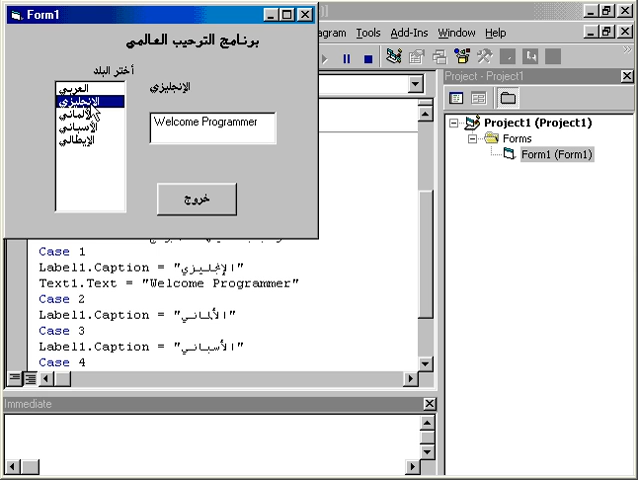 Form1
برنامج الترحيب العالمي
أختر البلد
العربي
الإنجليزي
الألماني
الأسباني
الإيطالي
الإنجليزي
Welcome Programmer
خروج
agram Tools Add-Ins Window Help
Project - Project1
Project1 (Project1)
Forms
Form1 (Form1)
Case 1
Label1.Caption = "الإنجليزي"
Text1.Text = "Welcome Programmer"
Case 2
Label1.Caption = "الألماني"
Case 3
Label1.Caption = "الأسباني"
Case 4
Immediate